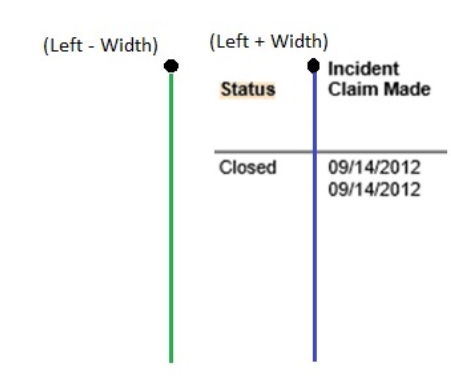 (Left - Width)
(Left + Width)
Incident
Status Claim Made
Closed 09/14/2012
09/14/2012